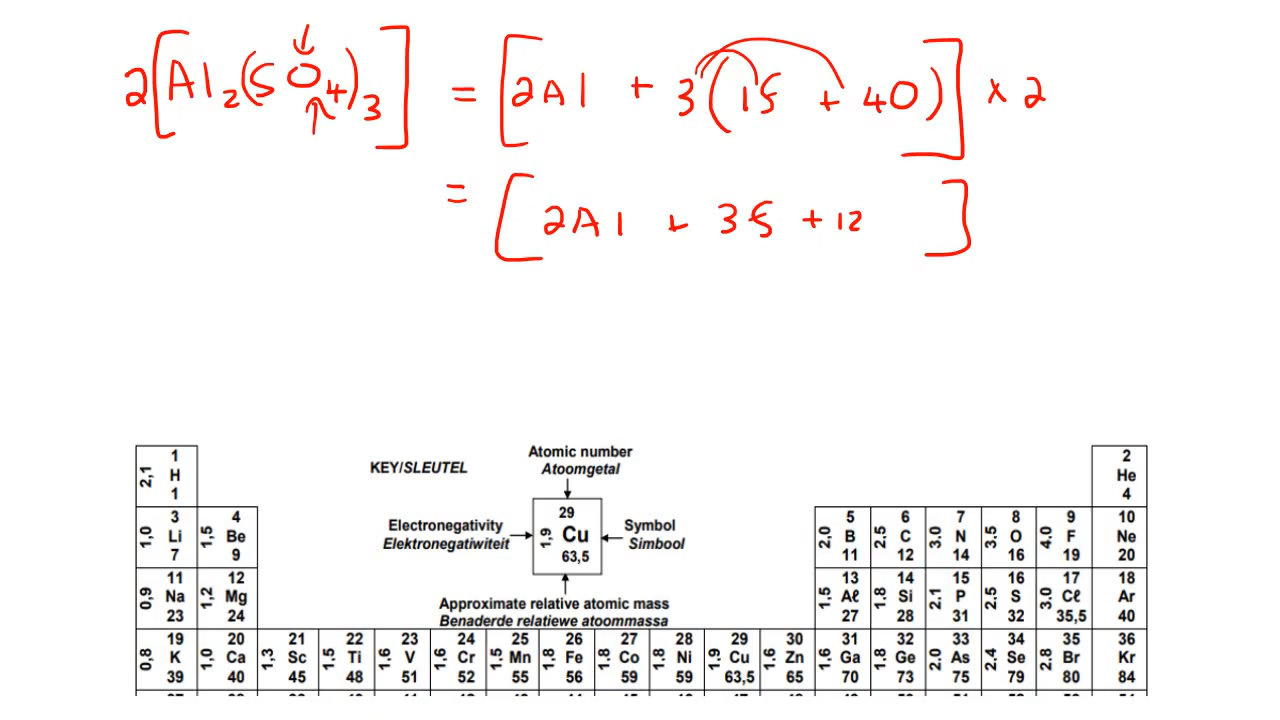 2[Al₂(SO₄)₃] = [2Al + 3(1S + 4O)] × 2
= [2Al + 3S + 12 ]
1 H 1 2,1
KEY/SLEUTEL
Atomic number
Atoomgetal
2 He 4
3 Li 7 1,0
4 Be 9 1,5
Electronegativity
Elektronegatiwiteit
29 Cu 63,5 1,9
Symbol
Simbool
5 B 11 2,0
6 C 12 2.5
7 N 14 3.0
8 O 16 3.5
9 F 19 4.0
10 Ne 20
11 Na 23 0,9
12 Mg 24 1,2
Approximate relative atomic mass
Benaderde relatiewe atoommassa
13 Aℓ 27 1.5
14 Si 28 1.8
15 P 31 2.1
16 S 32 2.5
17 Cℓ 35,5 3.0
18 Ar 40
19 K 39 0,8
20 Ca 40 1,0
21 Sc 45 1,3
22 Ti 48 1.5
23 V 51 1.6
24 Cr 52 1.6
25 Mn 55 1.5
26 Fe 56 1.8
27 Co 59 1.8
28 Ni 59 1.8
29 Cu 63,5 1.9
30 Zn 65 1.6
31 Ga 70 1,6
32 Ge 73 1.8
33 As 75 2.0
34 Se 79 2.4
35 Br 80 2.8
36 Kr 84